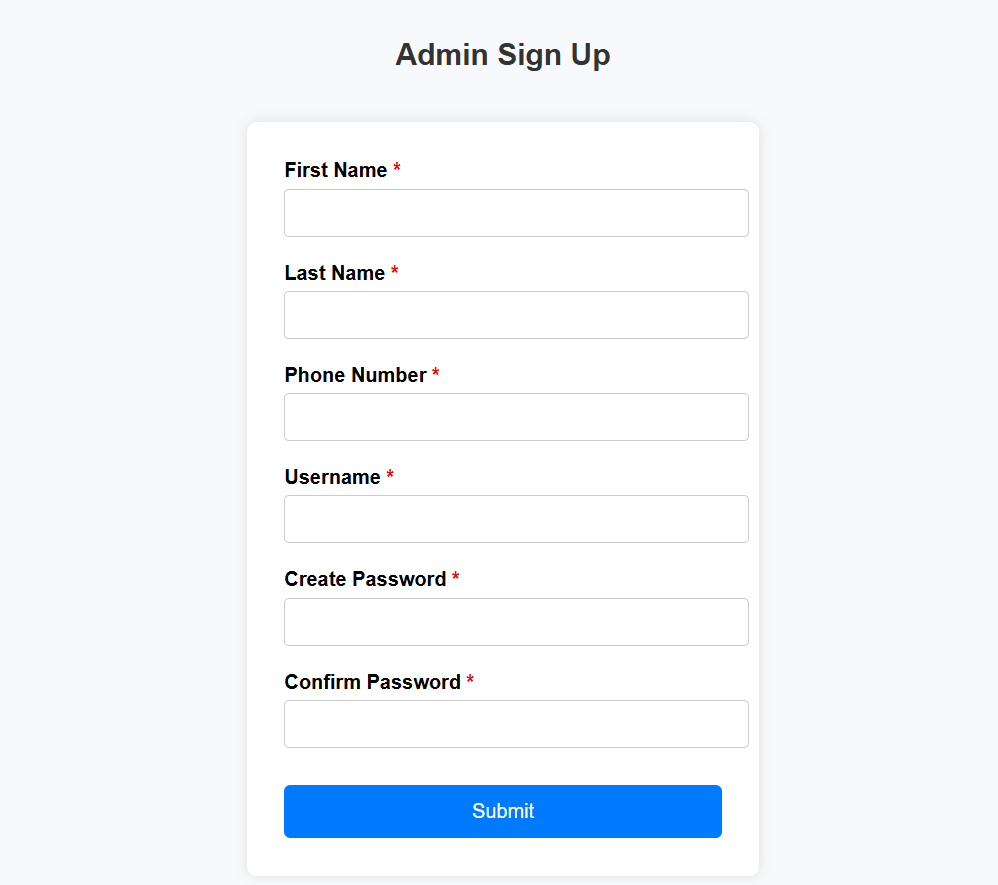 Admin Sign Up
First Name *
Last Name *
Phone Number *
Username *
Create Password *
Confirm Password *
Submit